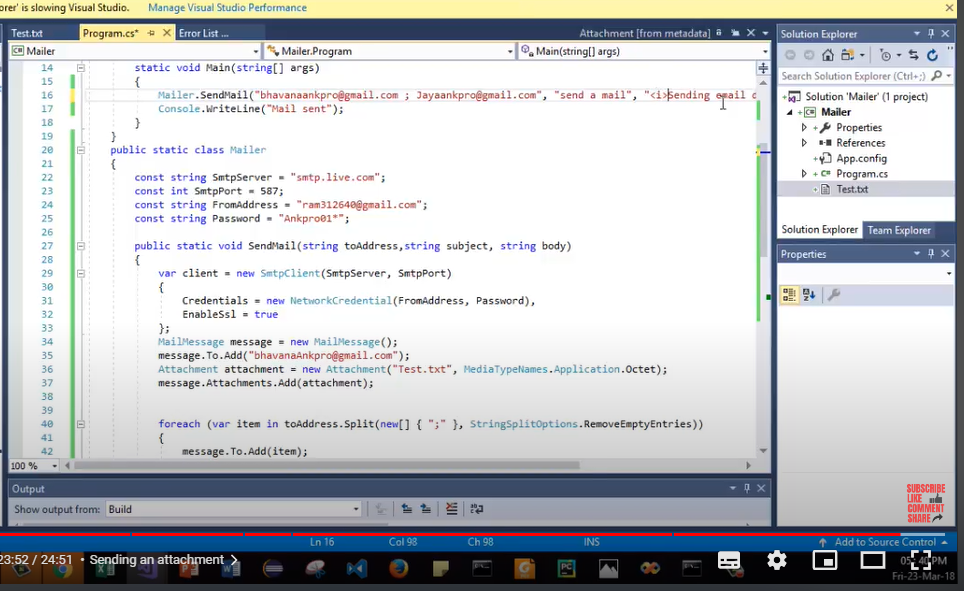 orer' is slowing Visual Studio. Manage Visual Studio Performance
Test.txt Program.cs* Error List ... Attachment [from metadata]
Mailer Mailer.Program Main(string[] args)
14 static void Main(string[] args)
15 {
16 Mailer.SendMail("bhavanaankpro@gmail.com ; Jayaankpro@gmail.com", "send a mail", "<i>Sending email d
17 Console.WriteLine("Mail sent");
18 }
19 }
20 public static class Mailer
21 {
22 const string SmtpServer = "smtp.live.com";
23 const int SmtpPort = 587;
24 const string FromAddress = "ram312640@gmail.com";
25 const string Password = "Ankpro01*";
26
27 public static void SendMail(string toAddress,string subject, string body)
28 {
29 var client = new SmtpClient(SmtpServer, SmtpPort)
30 {
31 Credentials = new NetworkCredential(FromAddress, Password),
32 EnableSsl = true
33 };
34 MailMessage message = new MailMessage();
35 message.To.Add("bhavanaAnkpro@gmail.com");
36 Attachment attachment = new Attachment("Test.txt", MediaTypeNames.Application.Octet);
37 message.Attachments.Add(attachment);
38
39
40 foreach (var item in toAddress.Split(new[] { ";" }, StringSplitOptions.RemoveEmptyEntries))
41 {
42 message.To.Add(item);
100 %
Solution Explorer
Search Solution Explorer (Ctrl+;)
Solution 'Mailer' (1 project)
Mailer
Properties
References
App.config
Program.cs
Test.txt
Solution Explorer Team Explorer
Properties
Output
Show output from: Build
SUBSCRIBE
LIKE
COMMENT
SHARE
Ln 16 Col 98 Ch 98 INS Add to Source Control
23:52 / 24:51 • Sending an attachment
Fri-23-Mar-18